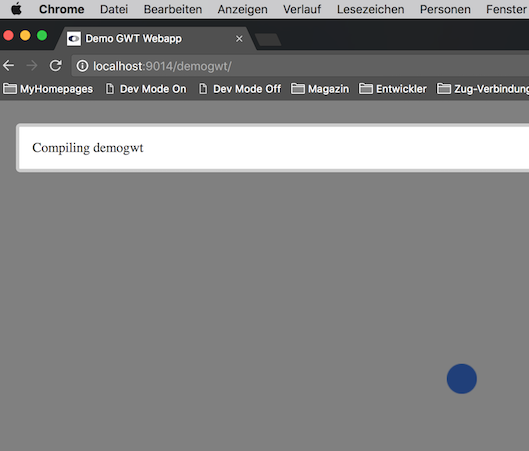 Chrome Datei Bearbeiten Anzeigen Verlauf Lesezeichen Personen Fenster
Demo GWT Webapp
localhost:9014/demogwt/
MyHomepages Dev Mode On Dev Mode Off Magazin Entwickler Zug-Verbindung
Compiling demogwt